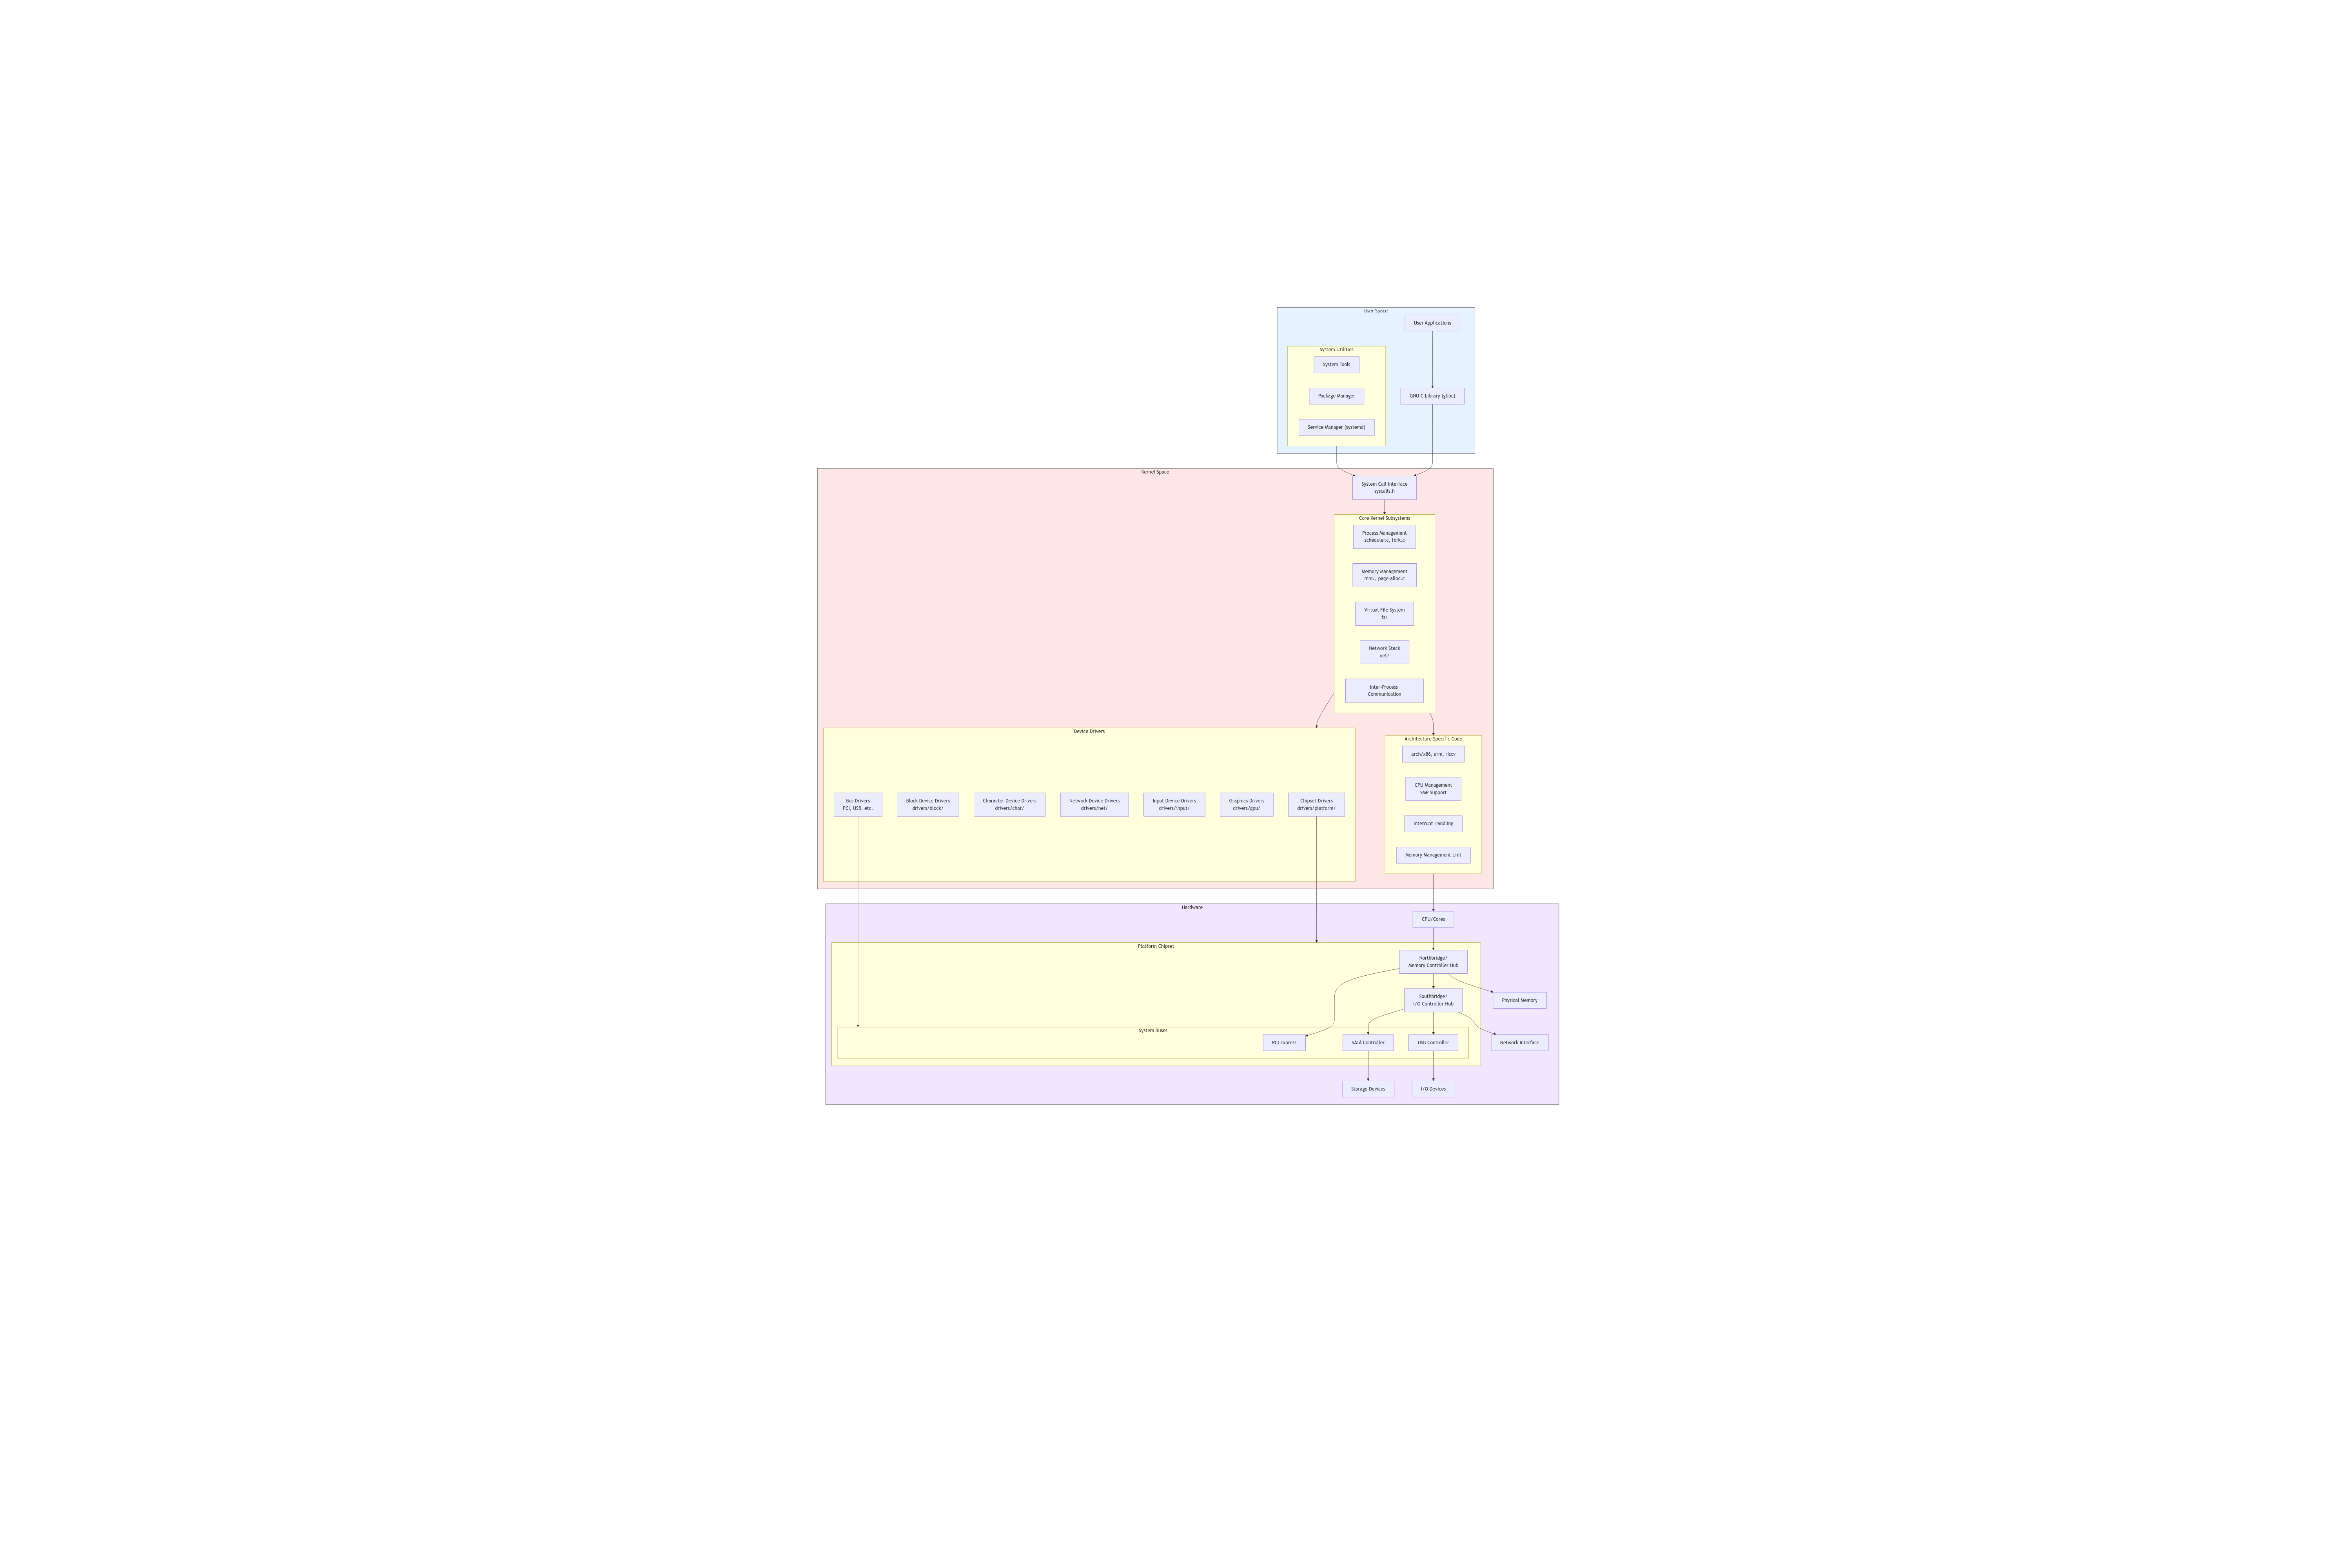 User Space
User Applications
System Utilities
System Tools
Package Manager
GNU C Library (glibc)
Service Manager (systemd)
Kernel Space
System Call Interface
syscalls.h
Core Kernel Subsystems
Process Management
scheduler.c, fork.c
Memory Management
mm/, page-alloc.c
Virtual File System
fs/
Network Stack
net/
Inter-Process
Communication
Device Drivers
Bus Drivers
PCI, USB, etc.
Block Device Drivers
drivers/block/
Character Device Drivers
drivers/char/
Network Device Drivers
drivers/net/
Input Device Drivers
drivers/input/
Graphics Drivers
drivers/gpu/
Chipset Drivers
drivers/platform/
Architecture Specific Code
arch/x86, arm, riscv
CPU Management
SMP Support
Interrupt Handling
Memory Management Unit
Hardware
CPU/Cores
Platform Chipset
Northbridge/
Memory Controller Hub
Southbridge/
I/O Controller Hub
Physical Memory
System Buses
PCI Express
SATA Controller
USB Controller
Network Interface
Storage Devices
I/O Devices